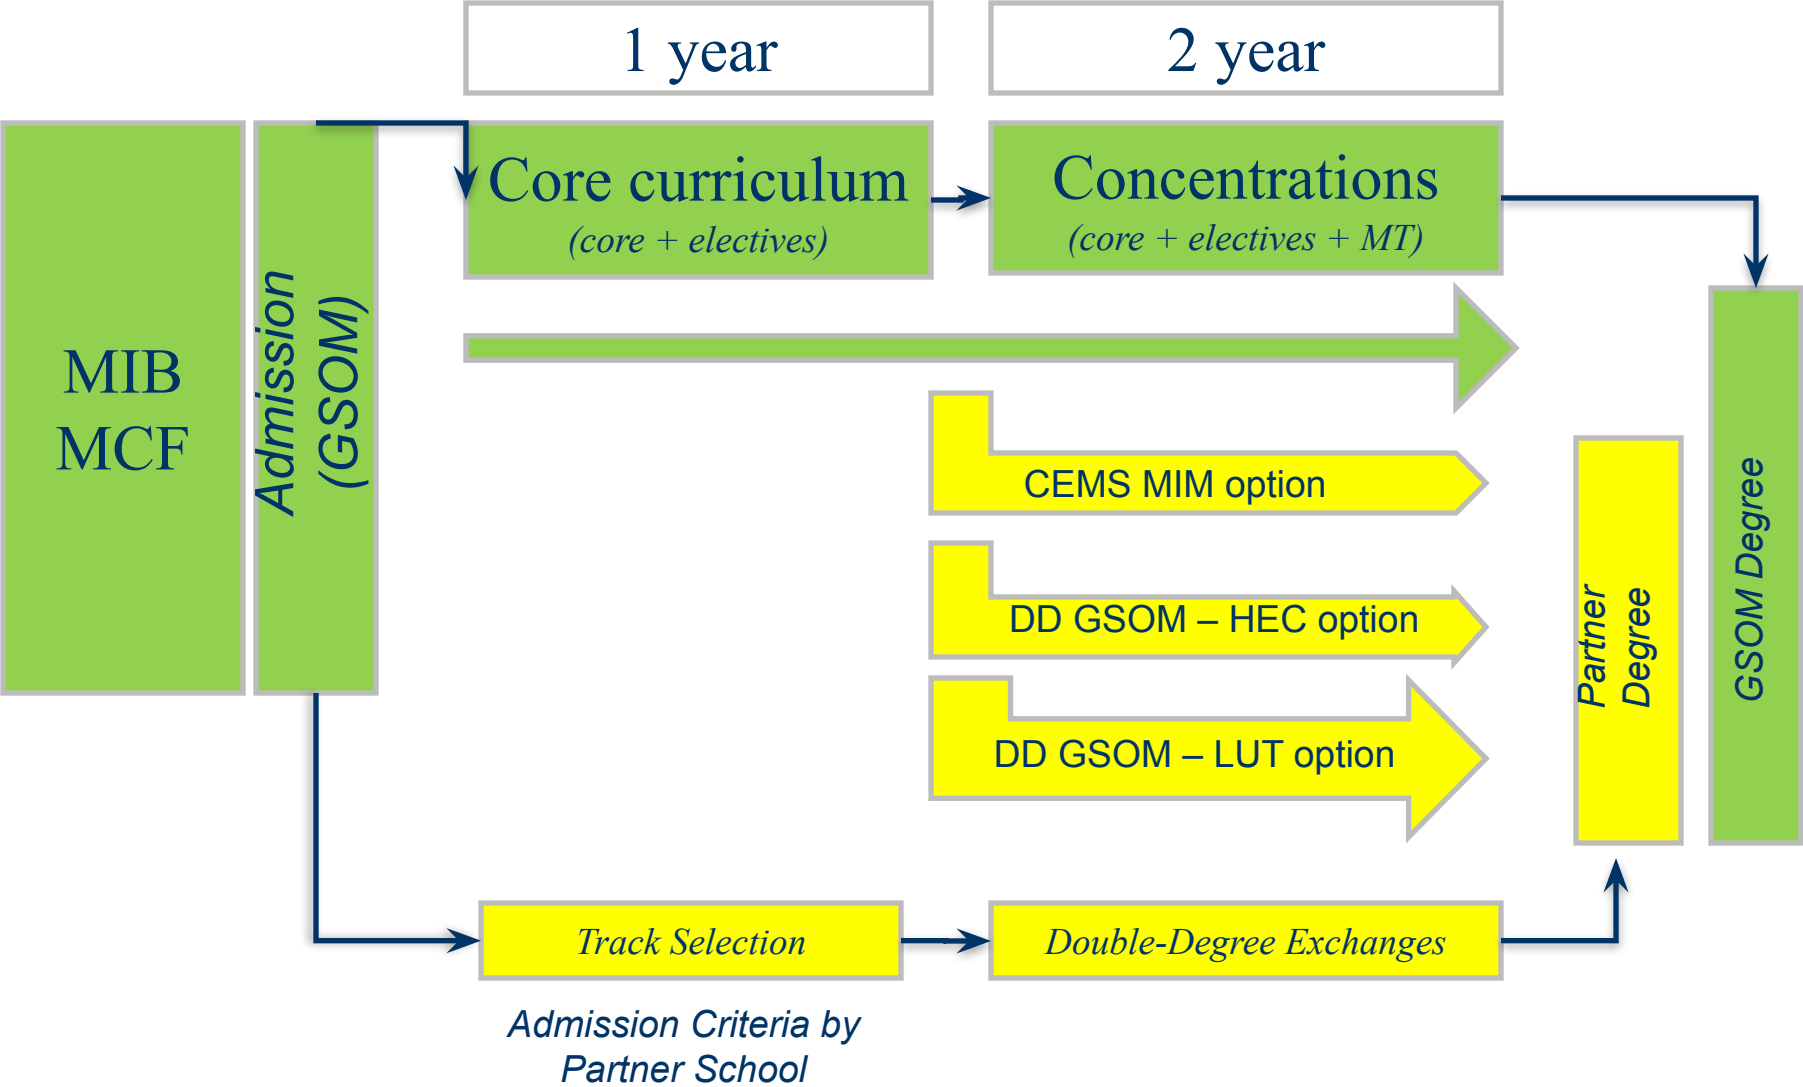 1 year
2 year
MIB
MCF
Admission
(GSOM)
Core curriculum
(core + electives)
Concentrations
(core + electives + MT)
CEMS MIM option
DD GSOM – HEC option
DD GSOM – LUT option
Partner
Degree
GSOM Degree
Track Selection
Double-Degree Exchanges
Admission Criteria by
Partner School